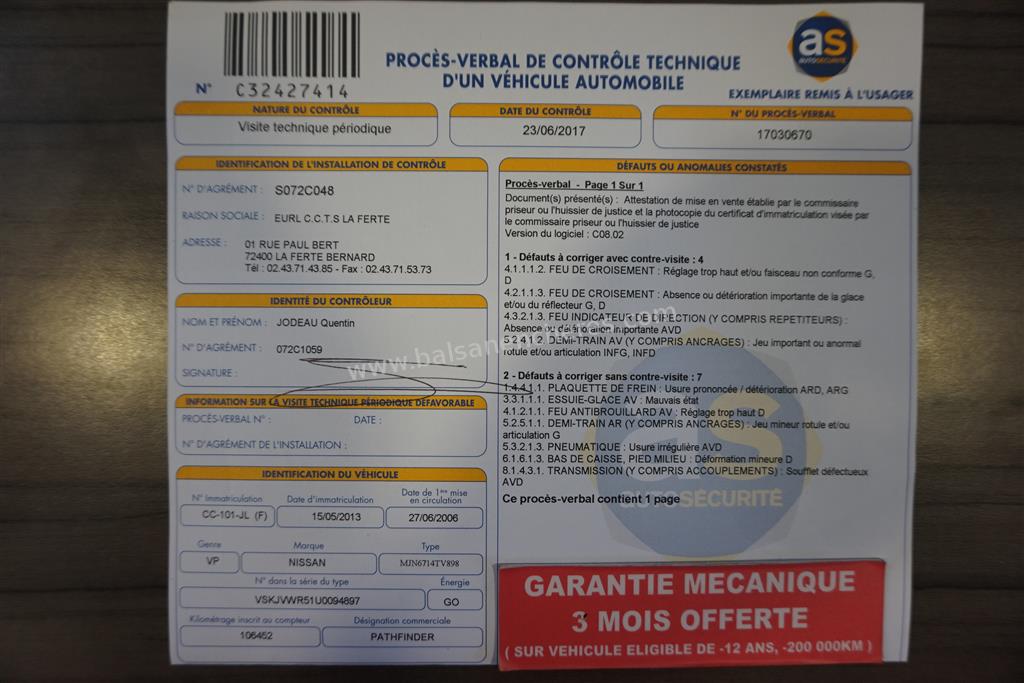 as
AUTOSÉCURITÉ
PROCÈS-VERBAL DE CONTRÔLE TECHNIQUE
D'UN VÉHICULE AUTOMOBILE
N° C32427414
EXEMPLAIRE REMIS À L'USAGER
NATURE DU CONTRÔLE
Visite technique périodique
DATE DU CONTRÔLE
23/06/2017
N° DU PROCÈS-VERBAL
17030670
IDENTIFICATION DE L'INSTALLATION DE CONTRÔLE
N° D'AGRÉMENT : S072C048
RAISON SOCIALE : EURL C.C.T.S LA FERTE
ADRESSE : 01 RUE PAUL BERT
72400 LA FERTE BERNARD
Tél : 02.43.71.43.85 - Fax : 02.43.71.53.73
IDENTITÉ DU CONTRÔLEUR
NOM ET PRÉNOM : JODEAU Quentin
N° D'AGRÉMENT : 072C1059
SIGNATURE :
INFORMATION SUR LA VISITE TECHNIQUE PÉRIODIQUE DÉFAVORABLE
PROCÈS-VERBAL N° : DATE :
N° D'AGRÉMENT DE L'INSTALLATION :
IDENTIFICATION DU VÉHICULE
N° Immatriculation Date d'immatriculation Date de 1ère mise
en circulation
CC-101-JL (F) 15/05/2013 27/06/2006
Genre Marque Type
VP NISSAN MJN6714TV898
N° dans la série du type Énergie
VSKJVWR51U0094897 GO
Kilométrage inscrit au compteur Désignation commerciale
106452 PATHFINDER
DÉFAUTS OU ANOMALIES CONSTATÉS
Procès-verbal - Page 1 Sur 1
Document(s) présenté(s) : Attestation de mise en vente établie par le commissaire
priseur ou l'huissier de justice et la photocopie du certificat d'immatriculation visée par
le commissaire priseur ou l'huissier de justice
Version du logiciel : C08.02
1 - Défauts à corriger avec contre-visite : 4
4.1.1.1.2. FEU DE CROISEMENT : Réglage trop haut et/ou faisceau non conforme G,
D
4.2.1.1.3. FEU DE CROISEMENT : Absence ou détérioration importante de la glace
et/ou du réflecteur G, D
4.3.2.1.3. FEU INDICATEUR DE DIRECTION (Y COMPRIS REPETITEURS) :
Absence ou détérioration importante AVD
5.2.4.1.2. DEMI-TRAIN AV (Y COMPRIS ANCRAGES) : Jeu important ou anormal
rotule et/ou articulation INFG, INFD
2 - Défauts à corriger sans contre-visite : 7
1.4.4.1.1. PLAQUETTE DE FREIN : Usure prononcée / détérioration ARD, ARG
3.3.1.1.1. ESSUIE-GLACE AV : Mauvais état
4.1.2.1.1. FEU ANTIBROUILLARD AV : Réglage trop haut D
5.2.5.1.1. DEMI-TRAIN AR (Y COMPRIS ANCRAGES) : Jeu mineur rotule et/ou
articulation G
5.3.2.1.3. PNEUMATIQUE : Usure irrégulière AVD
6.1.6.1.3. BAS DE CAISSE, PIED MILIEU : Déformation mineure D
8.1.4.3.1. TRANSMISSION (Y COMPRIS ACCOUPLEMENTS) : Soufflet défectueux
AVD
Ce procès-verbal contient 1 page
as
AUTOSÉCURITÉ
GARANTIE MECANIQUE
3 MOIS OFFERTE
( SUR VEHICULE ELIGIBLE DE -12 ANS, -200 000KM )